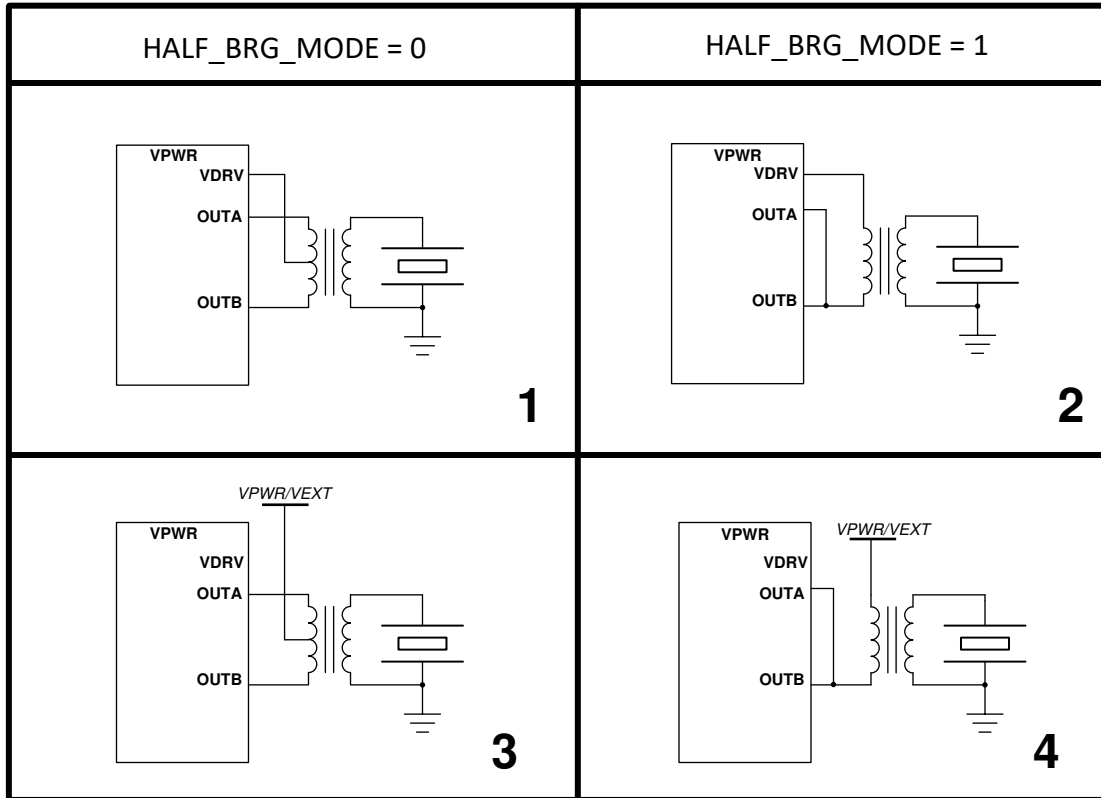 HALF_BRG_MODE = 0
HALF_BRG_MODE = 1
VPWR
VDRV
OUTA
OUTB
1
VPWR
VDRV
OUTA
OUTB
2
VPWR/VEXT
VPWR
VDRV
OUTA
OUTB
3
VPWR/VEXT
VPWR
VDRV
OUTA
OUTB
4